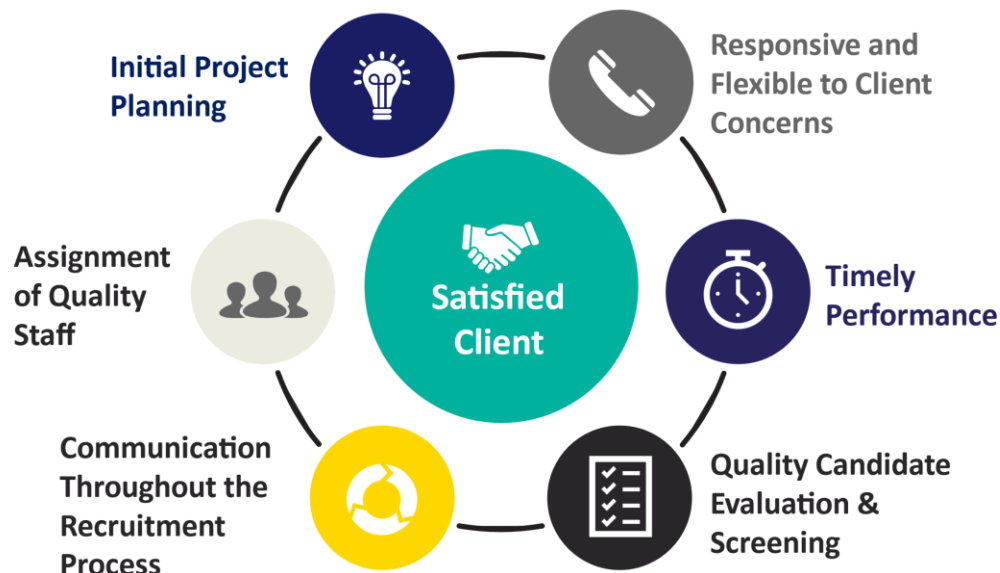 Initial Project
Planning
Responsive and
Flexible to Client
Concerns
Assignment
of Quality
Staff
Satisfied
Client
Timely
Performance
Communication
Throughout the
Recruitment
Process
Quality Candidate
Evaluation &
Screening